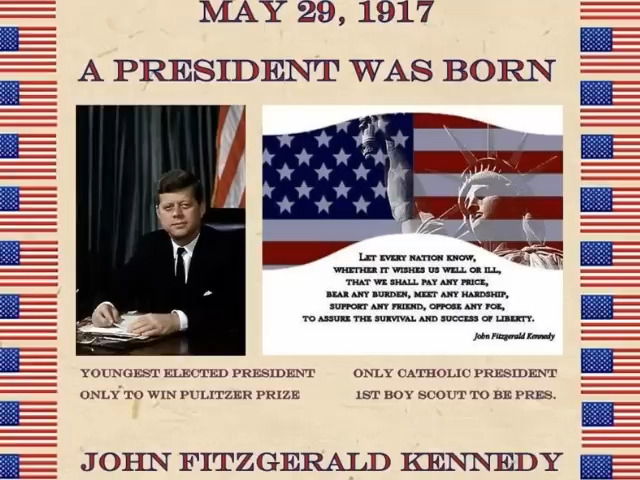 MAY 29, 1917
A PRESIDENT WAS BORN
LET EVERY NATION KNOW,
WHETHER IT WISHES US WELL OR ILL,
THAT WE SHALL PAY ANY PRICE,
BEAR ANY BURDEN, MEET ANY HARDSHIP,
SUPPORT ANY FRIEND, OPPOSE ANY FOE,
TO ASSURE THE SURVIVAL AND SUCCESS OF LIBERTY.
John Fitzgerald Kennedy
YOUNGEST ELECTED PRESIDENT ONLY CATHOLIC PRESIDENT
ONLY TO WIN PULITZER PRIZE 1ST BOY SCOUT TO BE PRES.
JOHN FITZGERALD KENNEDY